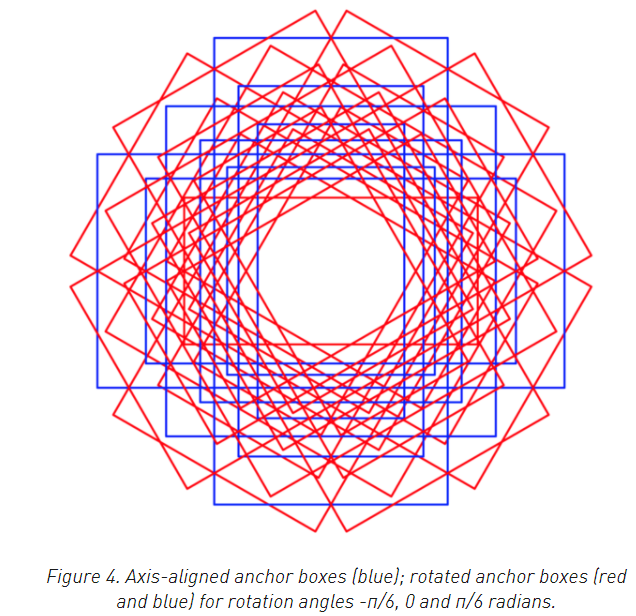 Figure 4. Axis-aligned anchor boxes (blue); rotated anchor boxes (red
and blue) for rotation angles -π/6, 0 and π/6 radians.